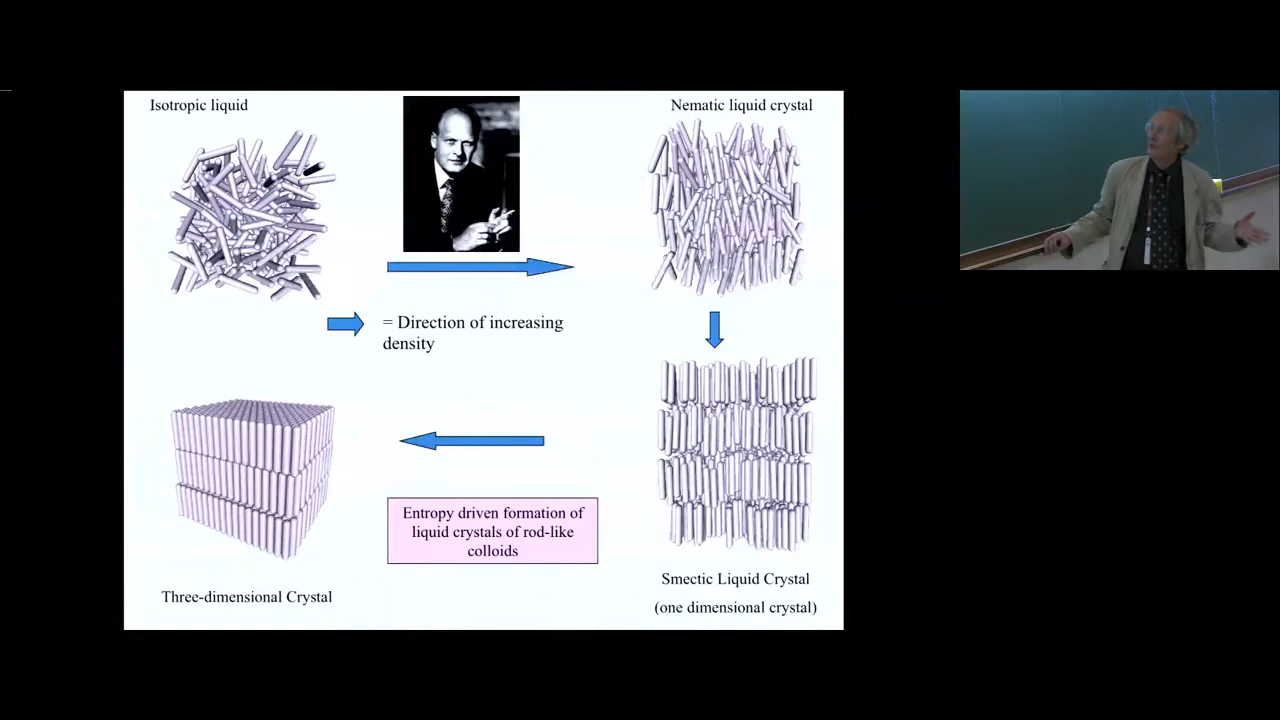 Isotropic liquid
Nematic liquid crystal
= Direction of increasing
density
Entropy driven formation of
liquid crystals of rod-like
colloids
Smectic Liquid Crystal
(one dimensional crystal)
Three-dimensional Crystal